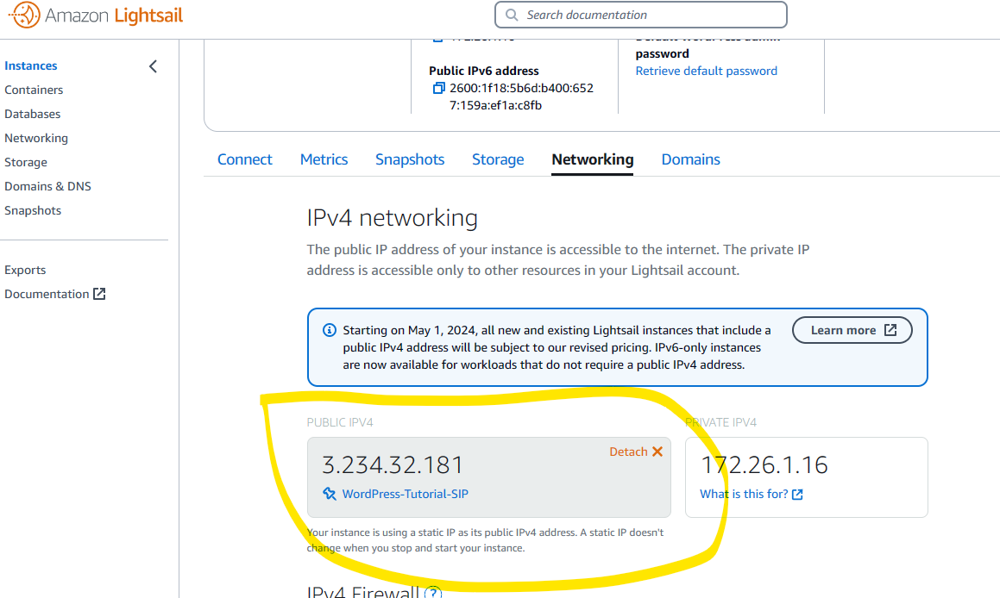 Amazon Lightsail
Search documentation
Instances
Containers
Databases
Networking
Storage
Domains & DNS
Snapshots
Exports
Documentation
Public IPv6 address
2600:1f18:5b6d:b400:652
7:159a:ef1a:c8fb
password
Retrieve default password
Connect Metrics Snapshots Storage Networking Domains
IPv4 networking
The public IP address of your instance is accessible to the internet. The private IP
address is accessible only to other resources in your Lightsail account.
Starting on May 1, 2024, all new and existing Lightsail instances that include a
public IPv4 address will be subject to our revised pricing. IPv6-only instances
are now available for workloads that do not require a public IPv4 address.
Learn more
PUBLIC IPV4
3.234.32.181
Detach
WordPress-Tutorial-SIP
Your instance is using a static IP as its public IPv4 address. A static IP doesn't
change when you stop and start your instance.
PRIVATE IPV4
172.26.1.16
What is this for?
IPv4 Firewall ?